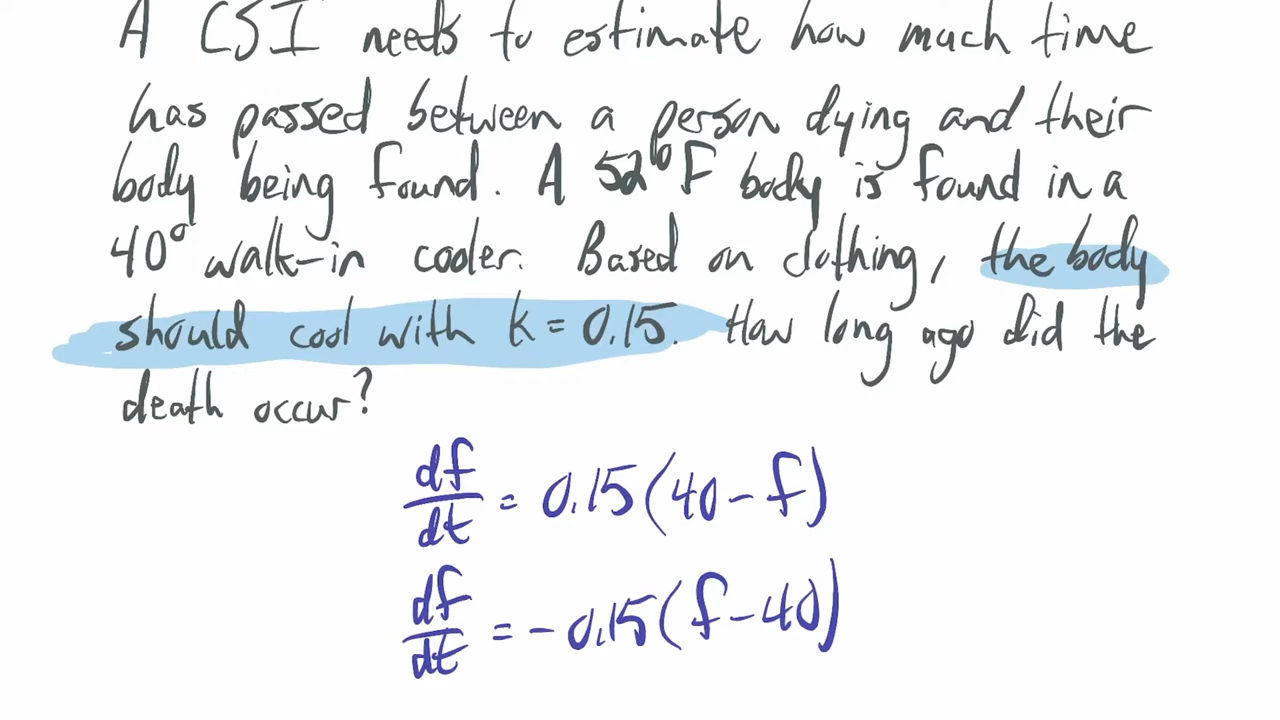 A CSI needs to estimate how much time
has passed between a person dying and their
body being found. A 52°F body is found in a
40° walk-in cooler. Based on clothing, the body
should cool with k = 0.15. How long ago did the
death occur?
df/dt = 0.15(40-f)
df/dt = -0.15(f-40)